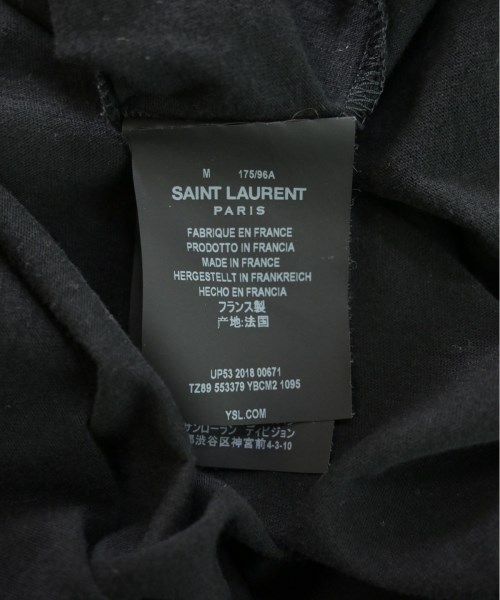 M 175/96A
SAINT LAURENT
PARIS
FABRIQUE EN FRANCE
PRODOTTO IN FRANCIA
MADE IN FRANCE
HERGESTELLT IN FRANKREICH
HECHO EN FRANCIA
フランス製
产地:法国
UP53 2018 00671
TZ89 553379 YBCM2 1095
YSL.COM
サンローラン ディビジョン
都渋谷区神宮前4-3-10